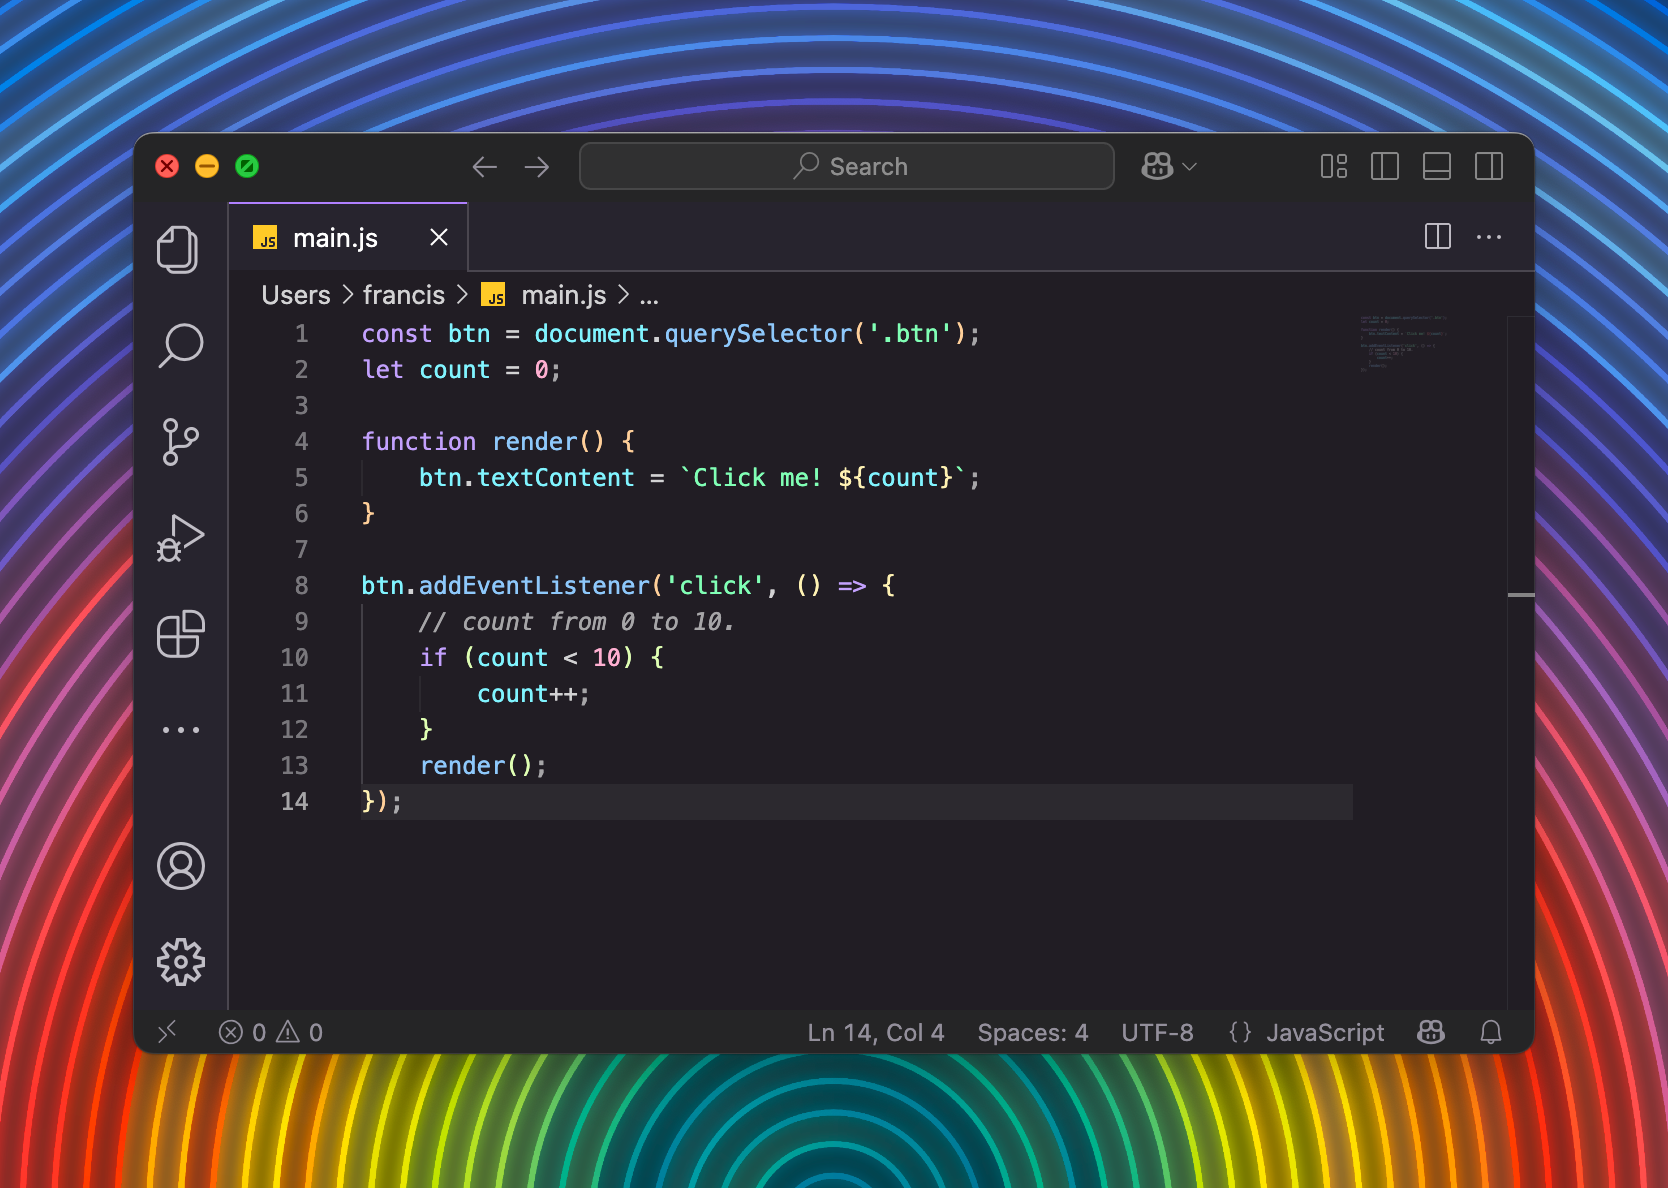 Search
JS main.js
Users > francis > JS main.js > ...
1 const btn = document.querySelector('.btn');
2 let count = 0;
3
4 function render() {
5     btn.textContent = `Click me! ${count}`;
6 }
7
8 btn.addEventListener('click', () => {
9     // count from 0 to 10.
10     if (count < 10) {
11         count++;
12     }
13     render();
14 });
0 0 Ln 14, Col 4 Spaces: 4 UTF-8 {} JavaScript